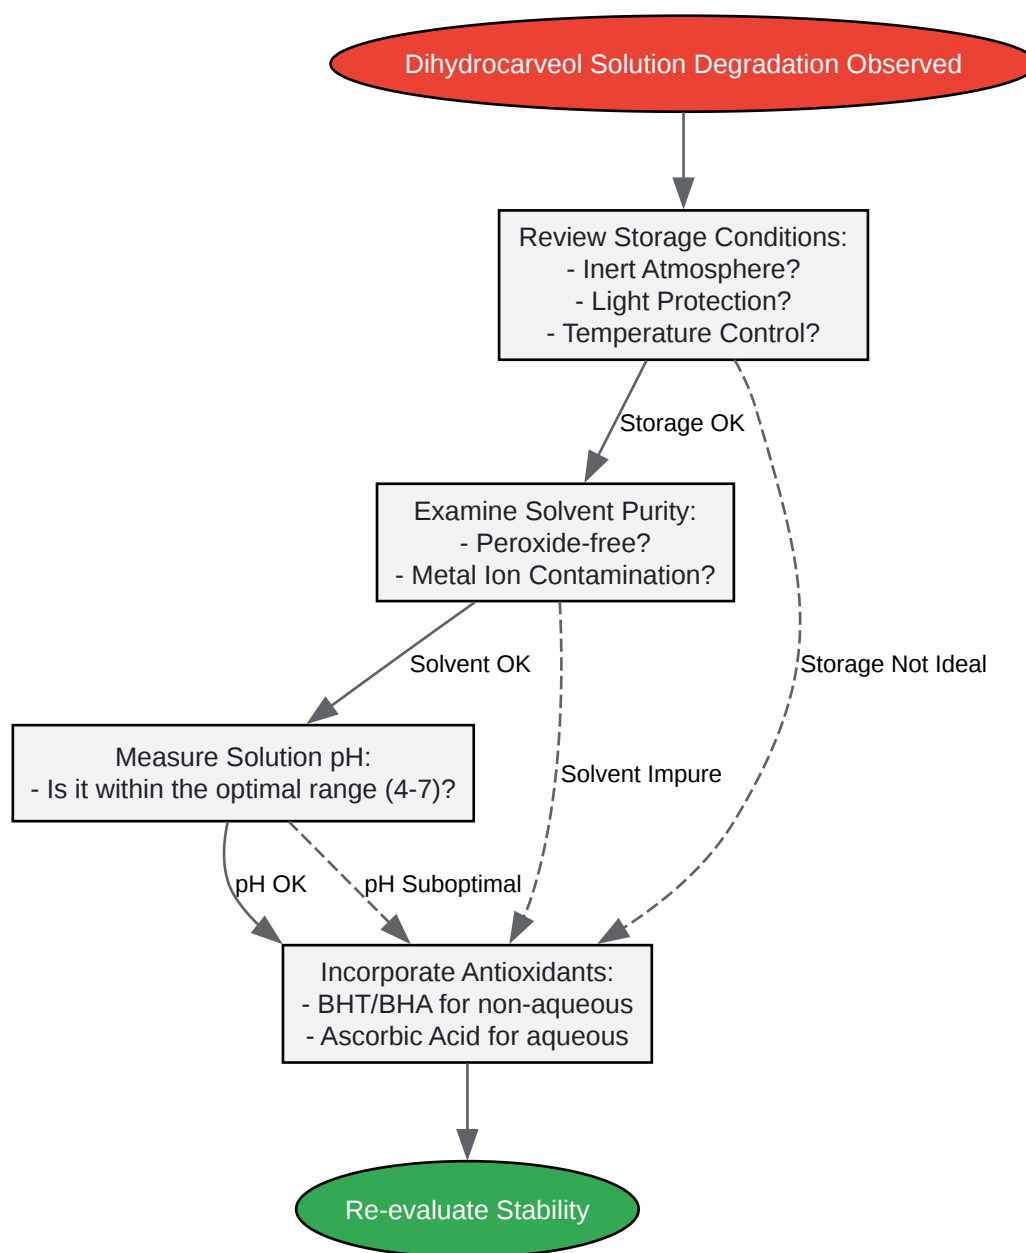 Dihydrocarveol Solution Degradation Observed
Review Storage Conditions:
- Inert Atmosphere?
- Light Protection?
- Temperature Control?
Storage OK
Examine Solvent Purity:
- Peroxide-free?
- Metal Ion Contamination?
Solvent OK
Storage Not Ideal
Measure Solution pH:
- Is it within the optimal range (4-7)?
Solvent Impure
pH OK
pH Suboptimal
Incorporate Antioxidants:
- BHT/BHA for non-aqueous
- Ascorbic Acid for aqueous
Re-evaluate Stability